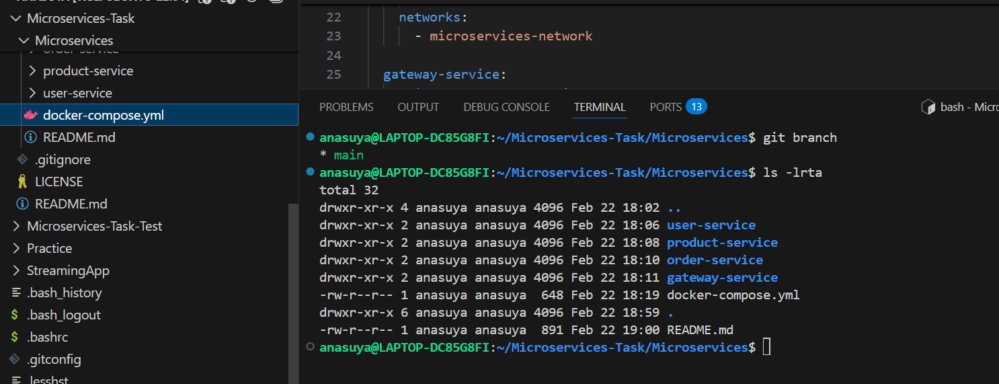 Microservices-Task
Microservices
order-service
product-service
user-service
docker-compose.yml
README.md
.gitignore
LICENSE
README.md
Microservices-Task-Test
Practice
StreamingApp
.bash_history
.bash_logout
.bashrc
.gitconfig
.lesshst
22 networks:
23 - microservices-network
24
25 gateway-service:
PROBLEMS OUTPUT DEBUG CONSOLE TERMINAL PORTS 13 bash - Micro
anasuya@LAPTOP-DC85G8FI:~/Microservices-Task/Microservices$ git branch
* main
anasuya@LAPTOP-DC85G8FI:~/Microservices-Task/Microservices$ ls -lrta
total 32
drwxr-xr-x 4 anasuya anasuya 4096 Feb 22 18:02 ..
drwxr-xr-x 2 anasuya anasuya 4096 Feb 22 18:06 user-service
drwxr-xr-x 2 anasuya anasuya 4096 Feb 22 18:08 product-service
drwxr-xr-x 2 anasuya anasuya 4096 Feb 22 18:10 order-service
drwxr-xr-x 2 anasuya anasuya 4096 Feb 22 18:11 gateway-service
-rw-r--r-- 1 anasuya anasuya  648 Feb 22 18:19 docker-compose.yml
drwxr-xr-x 6 anasuya anasuya 4096 Feb 22 18:59 .
-rw-r--r-- 1 anasuya anasuya  891 Feb 22 19:00 README.md
anasuya@LAPTOP-DC85G8FI:~/Microservices-Task/Microservices$